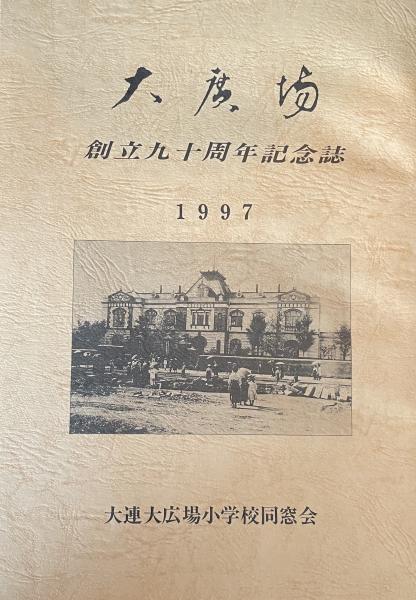 大廣場
創立九十周年記念誌
1997
大連大広場小学校同窓会